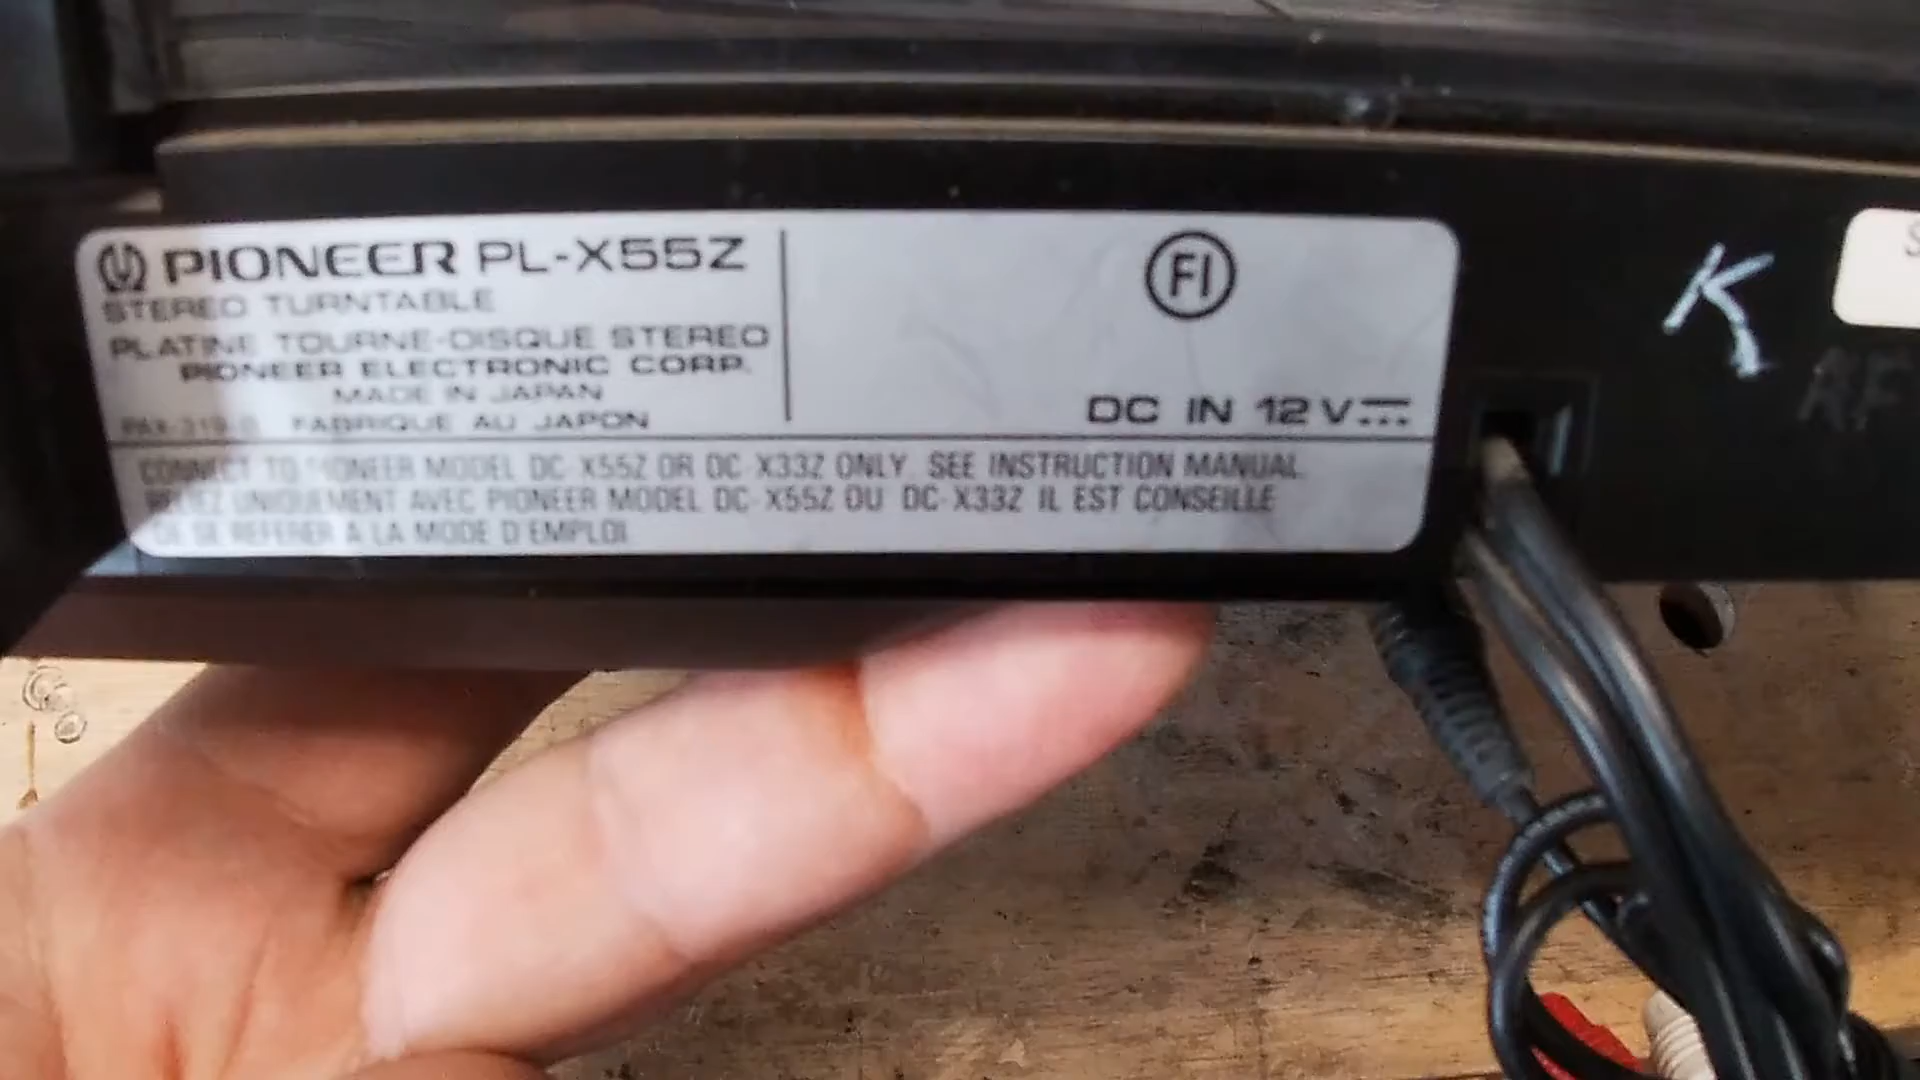 PIONEER PL-X55Z
STEREO TURNTABLE
PLATINE TOURNE-DISQUE STEREO
PIONEER ELECTRONIC CORP.
MADE IN JAPAN
FABRIQUE AU JAPON
FI
DC IN 12V
CONNECT TO PIONEER MODEL DC-X55Z OR DC-X33Z ONLY. SEE INSTRUCTION MANUAL.
RELIEZ UNIQUEMENT AVEC PIONEER MODEL DC-X55Z OU DC-X33Z IL EST CONSEILLE
DE SE REFERER A LA MODE D'EMPLOI.
K
S